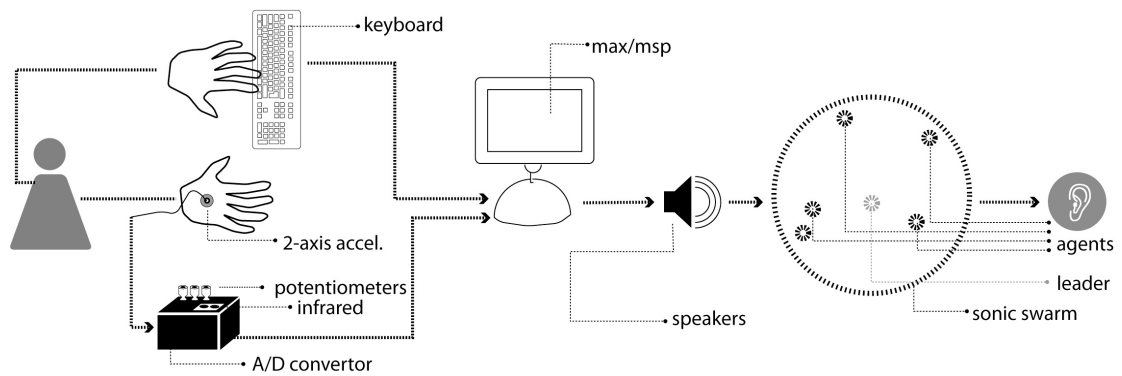 keyboard
max/msp
2-axis accel.
potentiometers
infrared
A/D convertor
speakers
agents
leader
sonic swarm